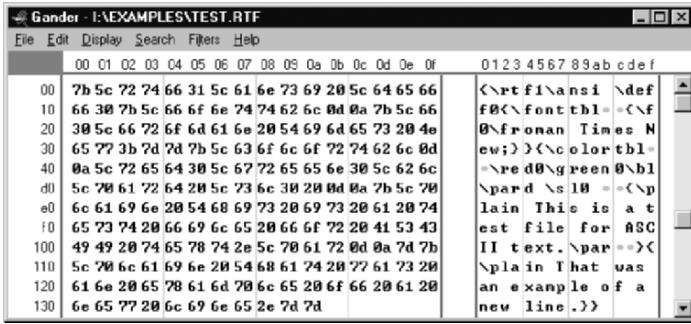 Gander - I:\EXAMPLES\TEST.RTF
File Edit Display Search Filters Help
00 01 02 03 04 05 06 07 08 09 0a 0b 0c 0d 0e 0f 0123 4567 89ab cdef
00 7b 5c 72 74 66 31 5c 61 6e 73 69 20 5c 64 65 66 {\rtf1\ansi \def
10 66 30 7b 5c 66 6f 6e 74 74 62 6c 0d 0a 7b 5c 66 f0{\fonttbl {\f
20 30 5c 66 72 6f 6d 61 6e 20 54 69 6d 65 73 20 4e 0\froman Times N
30 65 77 3b 7d 7d 7b 5c 63 6f 6c 6f 72 74 62 6c 0d ew;}}{\colortbl
40 0a 5c 72 65 64 30 5c 67 72 65 65 6e 30 5c 62 6c \red0\green0\bl
d0 5c 70 61 72 64 20 5c 73 6c 30 20 0d 0a 7b 5c 70 \pard \sl0 {\p
e0 6c 61 69 6e 20 54 68 69 73 20 69 73 20 61 20 74 lain This is a t
f0 65 73 74 20 66 69 6c 65 20 66 6f 72 20 41 53 43 est file for ASC
100 49 49 20 74 65 78 74 2e 5c 70 61 72 0d 0a 7d 7b II text.\par }{
110 5c 70 6c 61 69 6e 20 54 68 61 74 20 77 61 73 20 \plain That was
120 61 6e 20 65 78 61 6d 70 6c 65 20 6f 66 20 61 20 an example of a
130 6e 65 77 20 6c 69 6e 65 2e 7d 7d new line.}}